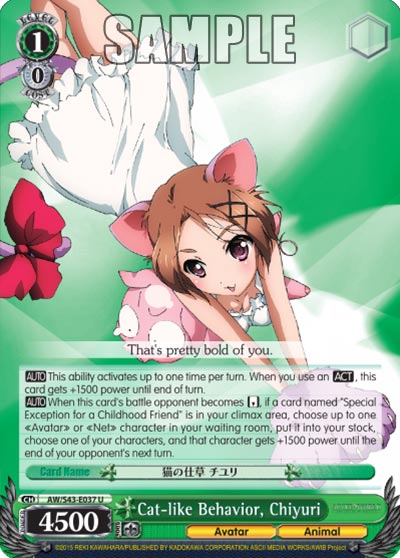 LEVEL
1
0
COST
SAMPLE
That's pretty bold of you.
AUTO This ability activates up to one time per turn. When you use an ACT, this
card gets +1500 power until end of turn.
AUTO When this card's battle opponent becomes [ ], if a card named "Special
Exception for a Childhood Friend" is in your climax area, choose up to one
«Avatar» or «Net» character in your waiting room, put it into your stock,
choose one of your characters, and that character gets +1500 power until end
of the opponent's next turn.
Card Name
猫の仕草 チユリ
CH
AW/S43-E037 U
Cat-like Behavior, Chiyuri
4500
Avatar
Animal
©2015 REKI KAWAHARA/PUBLISHED BY KADOKAWA CORPORATION ASCII MEDIA WORKS/AWIB Project